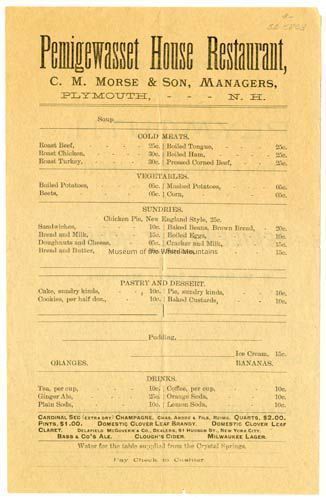 Pemigewasset House Restaurant,
C. M. MORSE & SON, MANAGERS,
PLYMOUTH, - - - N. H.
Soup
COLD MEATS.
Roast Beef, 25c. Boiled Tongue, 25c.
Roast Chicken, 30c. Boiled Ham, 25c.
Roast Turkey, 30c. Pressed Corned Beef, 25c.
VEGETABLES.
Boiled Potatoes, 05c. Mashed Potatoes, 05c.
Beets, 05c. Corn, 05c.
SUNDRIES.
Chicken Pie, New England Style, 25c.
Sandwiches, 10c. Baked Beans, Brown Bread, 20c.
Bread and Milk, 15c. Boiled Eggs, 10c.
Doughnuts and Cheese, 05c. Cracker and Milk, 15c.
Bread and Butter,
Museum of the White Mountains
PASTRY AND DESSERT.
Cake, sundry kinds, 10c. Pie, sundry kinds, 10c.
Cookies, per half doz., 10c. Baked Custards, 10c.
Pudding,
Ice Cream, 15c.
ORANGES. BANANAS.
DRINKS.
Tea, per cup, 10c. Coffee, per cup, 10c.
Ginger Ale, 25c. Orange Soda, 10c.
Plain Soda, 10c. Lemon Soda, 10c.
CARDINAL SEC (EXTRA DRY) CHAMPAGNE, CHAS. & FILS, REIMS. QUARTS, $2.00.
PINTS, $1.00. DOMESTIC CLOVER LEAF BRANDY. DOMESTIC CLOVER LEAF
CLARET. DELAFIELD McGOVERN & CO., DEALERS, 91 HUDSON ST., NEW YORK CITY.
BASS & CO'S ALE. CLOUGH'S CIDER. MILWAUKEE LAGER.
Water for the table supplied from the Crystal Springs.
Pay Check to Cashier.